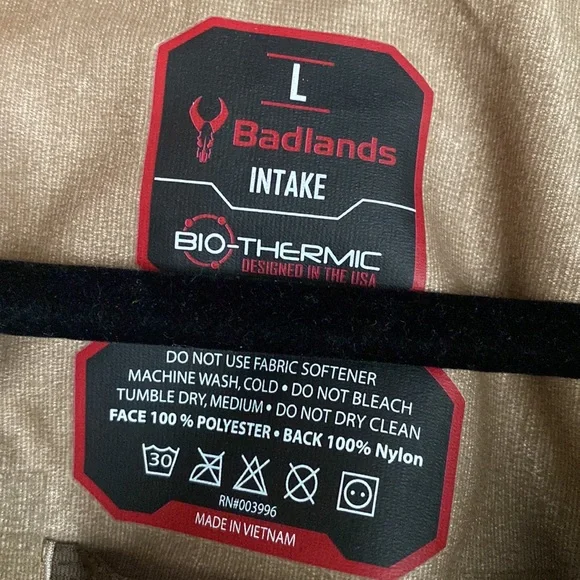 L
Badlands
INTAKE
BIO-THERMIC
DESIGNED IN THE USA
DO NOT USE FABRIC SOFTENER
MACHINE WASH, COLD • DO NOT BLEACH
TUMBLE DRY, MEDIUM • DO NOT DRY CLEAN
FACE 100 % POLYESTER • BACK 100% Nylon
30
RN#003996
MADE IN VIETNAM